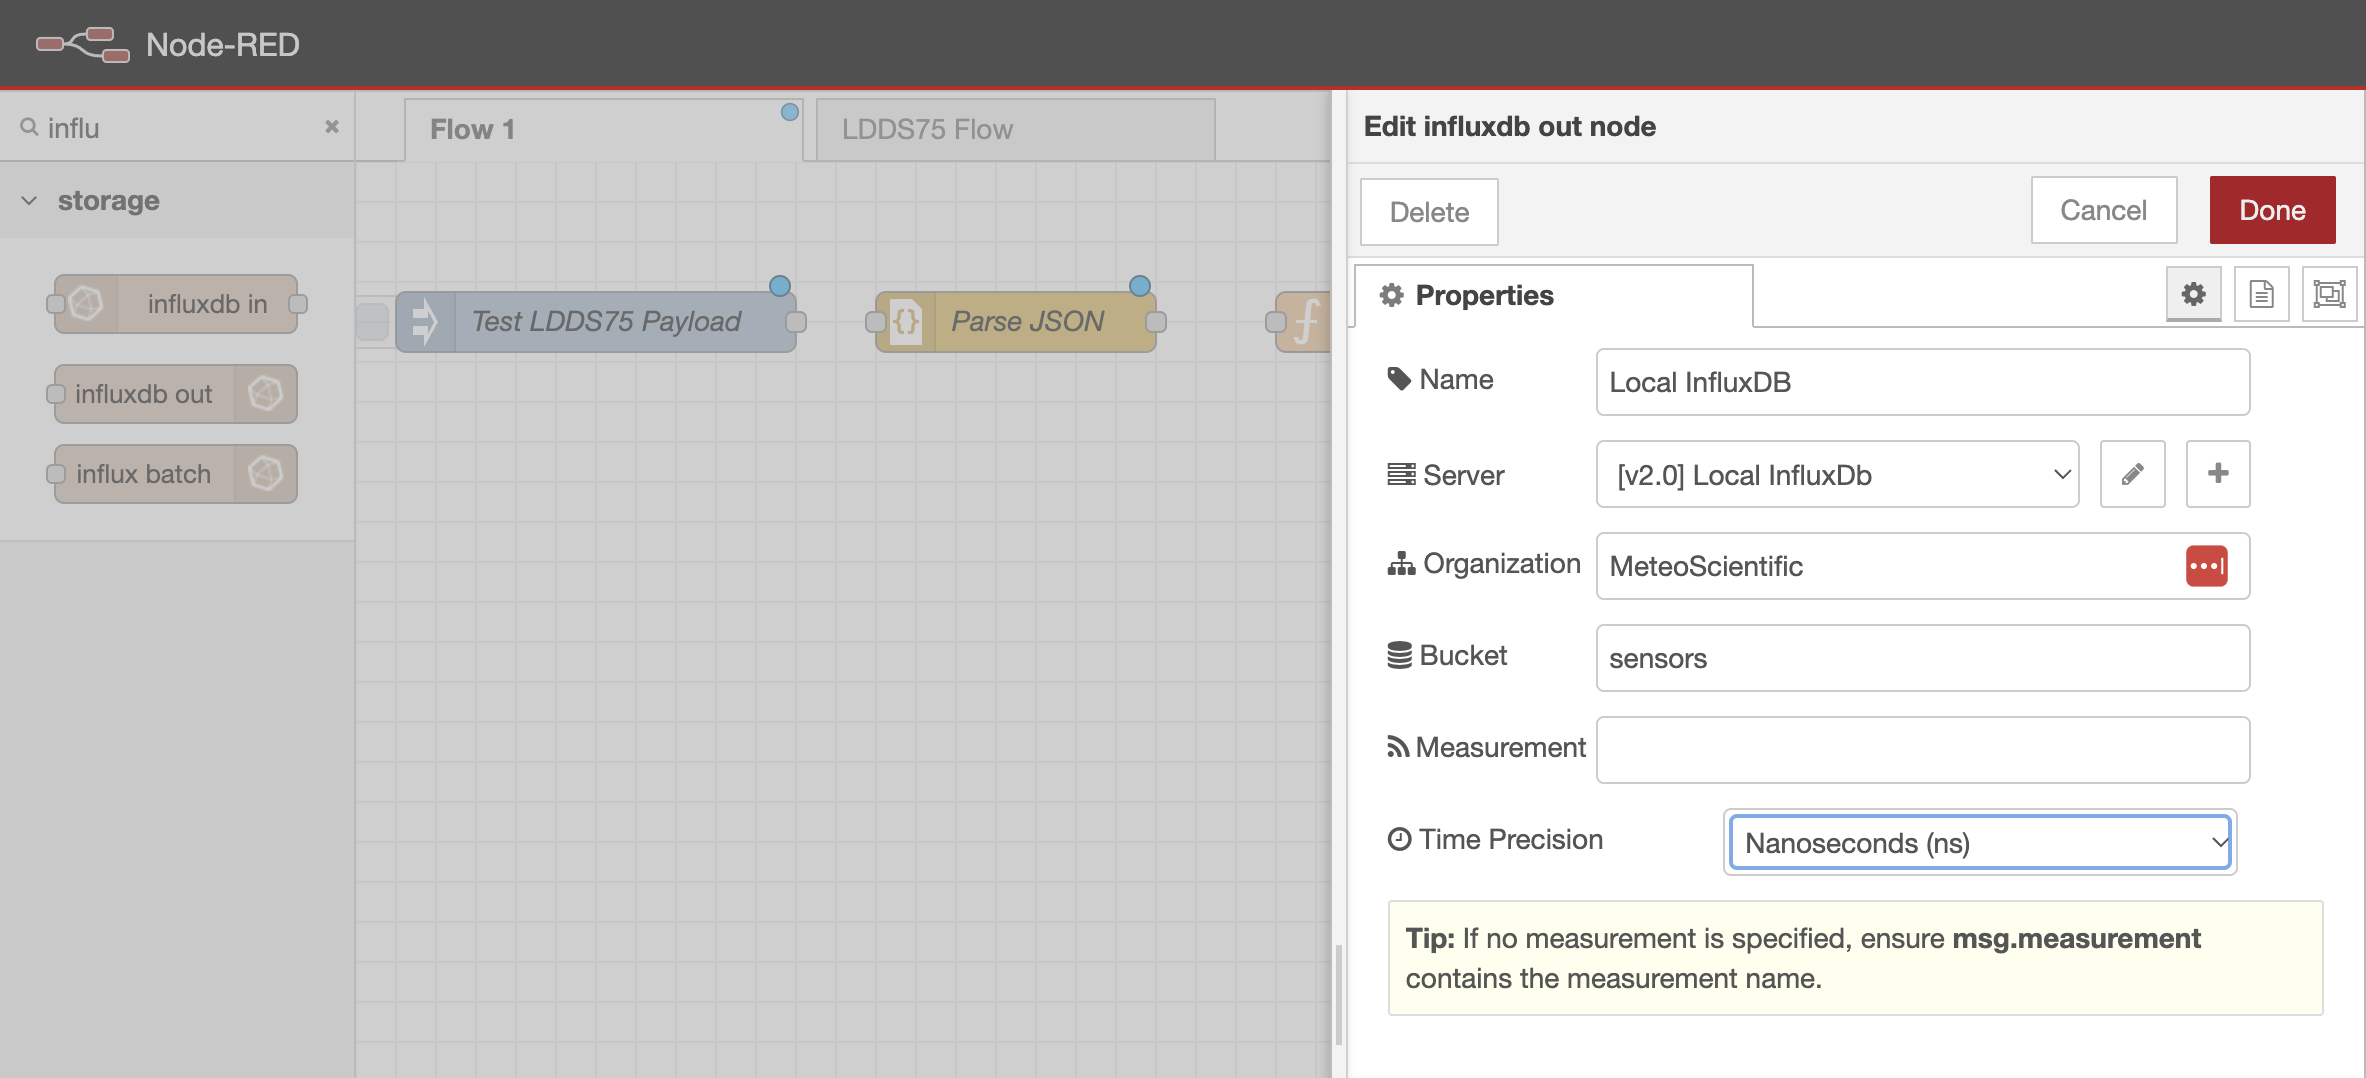 Node-RED
influ
storage
influxdb in
influxdb out
influx batch
Flow 1
LDDS75 Flow
Test LDDS75 Payload
Parse JSON
Edit influxdb out node
Delete
Cancel
Done
Properties
Name
Local InfluxDB
Server
[v2.0] Local InfluxDb
Organization
MeteoScientific
Bucket
sensors
Measurement
Time Precision
Nanoseconds (ns)
Tip: If no measurement is specified, ensure msg.measurement
contains the measurement name.